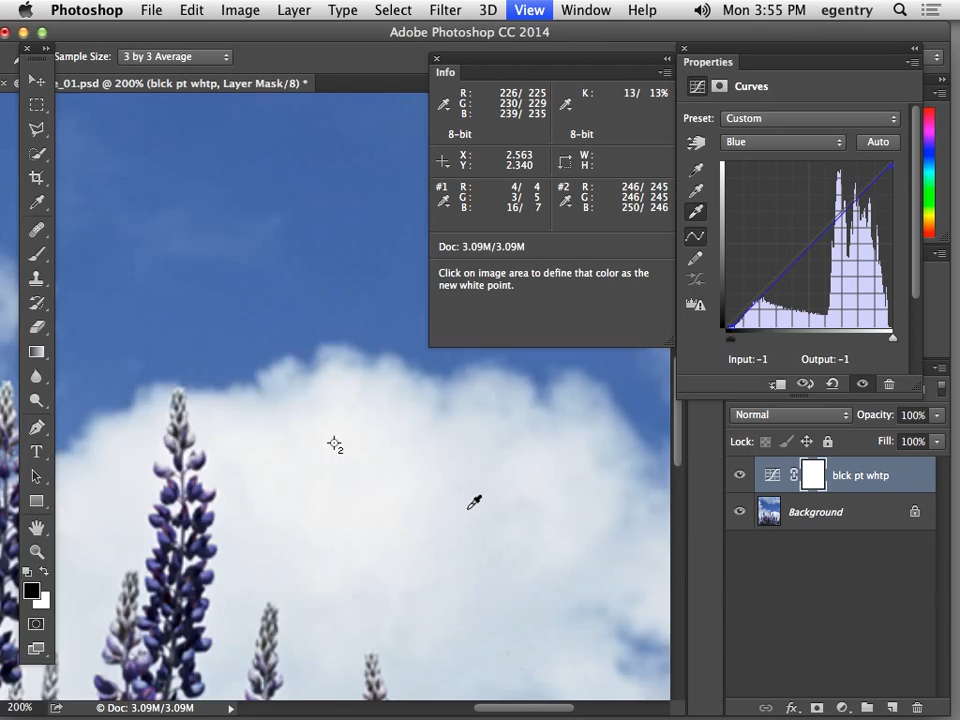 Photoshop File Edit Image Layer Type Select Filter 3D View Window Help Mon 3:55 PM egentry
Adobe Photoshop CC 2014
Sample Size: 3 by 3 Average
_01.psd @ 200% (blck pt whtp, Layer Mask/8) *
Info
R: 226/ 225
G: 230/ 229
B: 239/ 235
8-bit
K: 13/ 13%
8-bit
X: 2.563
Y: 2.340
W:
H:
#1 R: 4/ 4
G: 3/ 5
B: 16/ 7
#2 R: 246/ 245
G: 246/ 245
B: 250/ 246
Doc: 3.09M/3.09M
Click on image area to define that color as the
new white point.
Properties
Curves
Preset: Custom
Blue Auto
Input: -1 Output: -1
Normal Opacity: 100%
Lock: Fill: 100%
blck pt whtp
Background
2
200% © Doc: 3.09M/3.09M